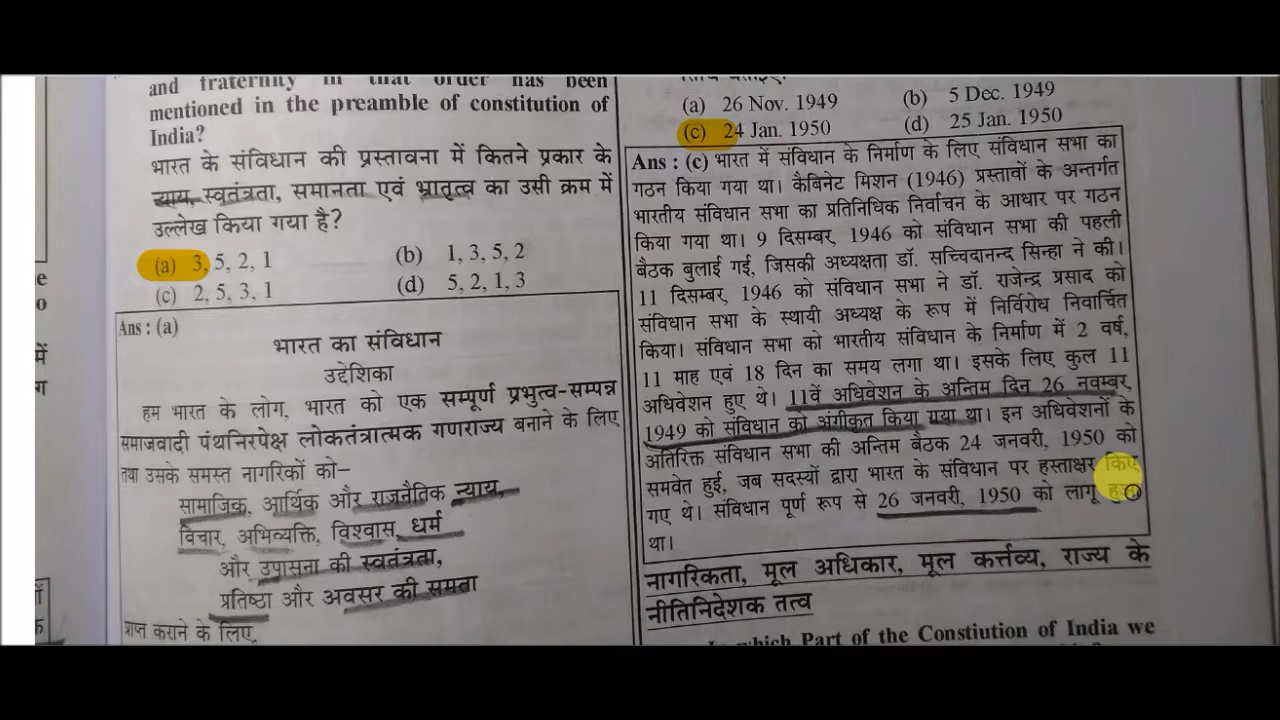 and fraternity in that order has been
mentioned in the preamble of constitution of
India?
भारत के संविधान की प्रस्तावना में कितने प्रकार के
न्याय, स्वतंत्रता, समानता एवं भ्रातृत्व का उसी क्रम में
उल्लेख किया गया है?
(a) 3, 5, 2, 1 (b) 1, 3, 5, 2
(c) 2, 5, 3, 1 (d) 5, 2, 1, 3
Ans : (a)
भारत का संविधान
उद्देशिका
हम भारत के लोग, भारत को एक सम्पूर्ण प्रभुत्व-सम्पन्न
समाजवादी पंथनिरपेक्ष लोकतंत्रात्मक गणराज्य बनाने के लिए
तथा उसके समस्त नागरिकों को–
सामाजिक, आर्थिक और राजनैतिक न्याय,
विचार, अभिव्यक्ति, विश्वास, धर्म
और उपासना की स्वतंत्रता,
प्रतिष्ठा और अवसर की समता
प्राप्त कराने के लिए,
(a) 26 Nov. 1949 (b) 5 Dec. 1949
(c) 24 Jan. 1950 (d) 25 Jan. 1950
Ans : (c) भारत में संविधान के निर्माण के लिए संविधान सभा का
गठन किया गया था। कैबिनेट मिशन (1946) प्रस्तावों के अन्तर्गत
भारतीय संविधान सभा का प्रतिनिधिक निर्वाचन के आधार पर गठन
किया गया था। 9 दिसम्बर, 1946 को संविधान सभा की पहली
बैठक बुलाई गई, जिसकी अध्यक्षता डॉ. सच्चिदानन्द सिन्हा ने की।
11 दिसम्बर, 1946 को संविधान सभा ने डॉ. राजेन्द्र प्रसाद को
संविधान सभा के स्थायी अध्यक्ष के रूप में निर्विरोध निवार्चित
किया। संविधान सभा को भारतीय संविधान के निर्माण में 2 वर्ष,
11 माह एवं 18 दिन का समय लगा था। इसके लिए कुल 11
अधिवेशन हुए थे। 11वें अधिवेशन के अन्तिम दिन 26 नवम्बर,
1949 को संविधान को अंगीकृत किया गया था। इन अधिवेशनों के
अतिरिक्त संविधान सभा की अन्तिम बैठक 24 जनवरी, 1950 को
समवेत हुई, जब सदस्यों द्वारा भारत के संविधान पर हस्ताक्षर किए
गए थे। संविधान पूर्ण रूप से 26 जनवरी, 1950 को लागू हुआ
था।
नागरिकता, मूल अधिकार, मूल कर्त्तव्य, राज्य के
नीतिनिदेशक तत्व
which Part of the Constiution of India we